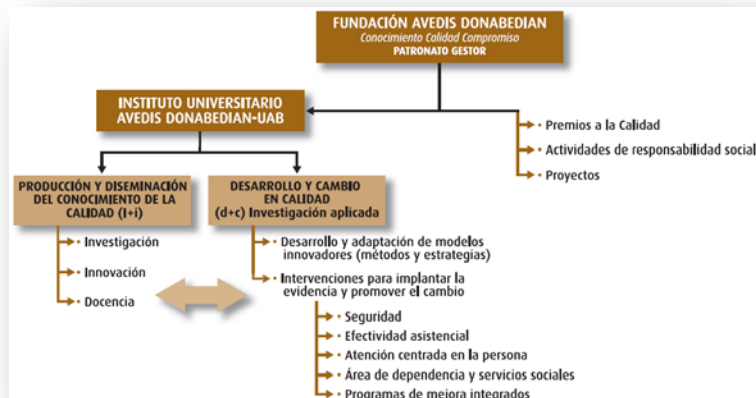 FUNDACIÓN AVEDIS DONABEDIAN
Conocimiento Calidad Compromiso
PATRONATO GESTOR
INSTITUTO UNIVERSITARIO
AVEDIS DONABEDIAN-UAB
• Premios a la Calidad
• Actividades de responsabilidad social
• Proyectos
PRODUCCIÓN Y DISEMINACIÓN
DEL CONOCIMIENTO DE LA
CALIDAD (I+i)
• Investigación
• Innovación
• Docencia
DESARROLLO Y CAMBIO
EN CALIDAD
(d+c) Investigación aplicada
• Desarrollo y adaptación de modelos
innovadores (métodos y estrategias)
• Intervenciones para implantar la
evidencia y promover el cambio
• Seguridad
• Efectividad asistencial
• Atención centrada en la persona
• Área de dependencia y servicios sociales
• Programas de mejora integrados